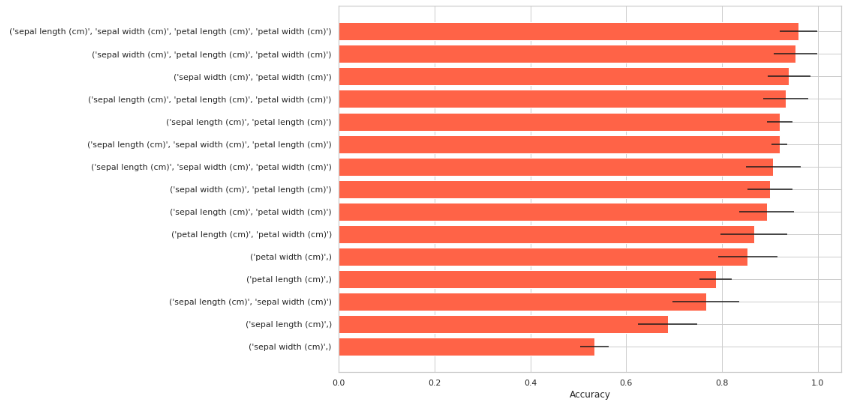 ('sepal length (cm)', 'sepal width (cm)', 'petal length (cm)', 'petal width (cm)')
('sepal width (cm)', 'petal length (cm)', 'petal width (cm)')
('sepal width (cm)', 'petal width (cm)')
('sepal length (cm)', 'petal length (cm)', 'petal width (cm)')
('sepal length (cm)', 'petal length (cm)')
('sepal length (cm)', 'sepal width (cm)', 'petal length (cm)')
('sepal length (cm)', 'sepal width (cm)', 'petal width (cm)')
('sepal width (cm)', 'petal length (cm)')
('sepal length (cm)', 'petal width (cm)')
('petal length (cm)', 'petal width (cm)')
('petal width (cm)',)
('petal length (cm)',)
('sepal length (cm)', 'sepal width (cm)')
('sepal length (cm)',)
('sepal width (cm)',)
0.0 0.2 0.4 0.6 0.8 1.0
Accuracy